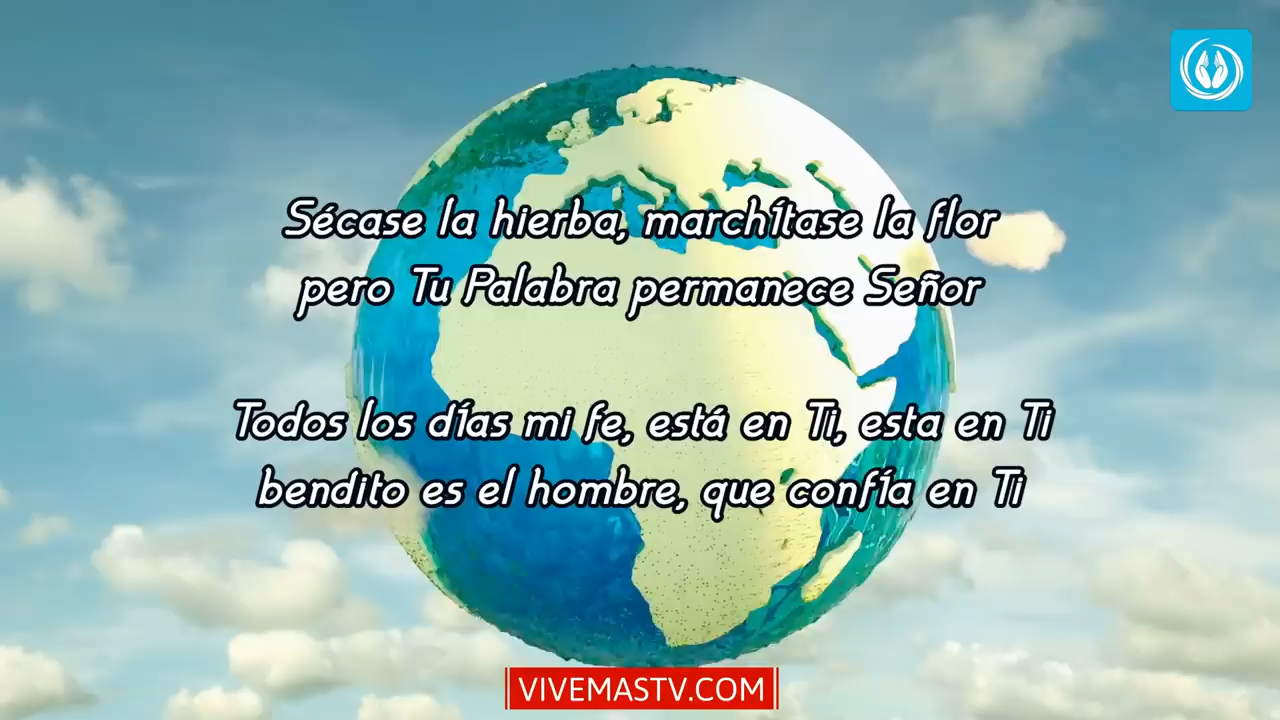 Sécase la hierba, marchítase la flor
pero Tu Palabra permanece Señor
Todos los días mi fe, está en Ti, esta en Ti
bendito es el hombre, que confía en Ti
VIVEMASTV.COM